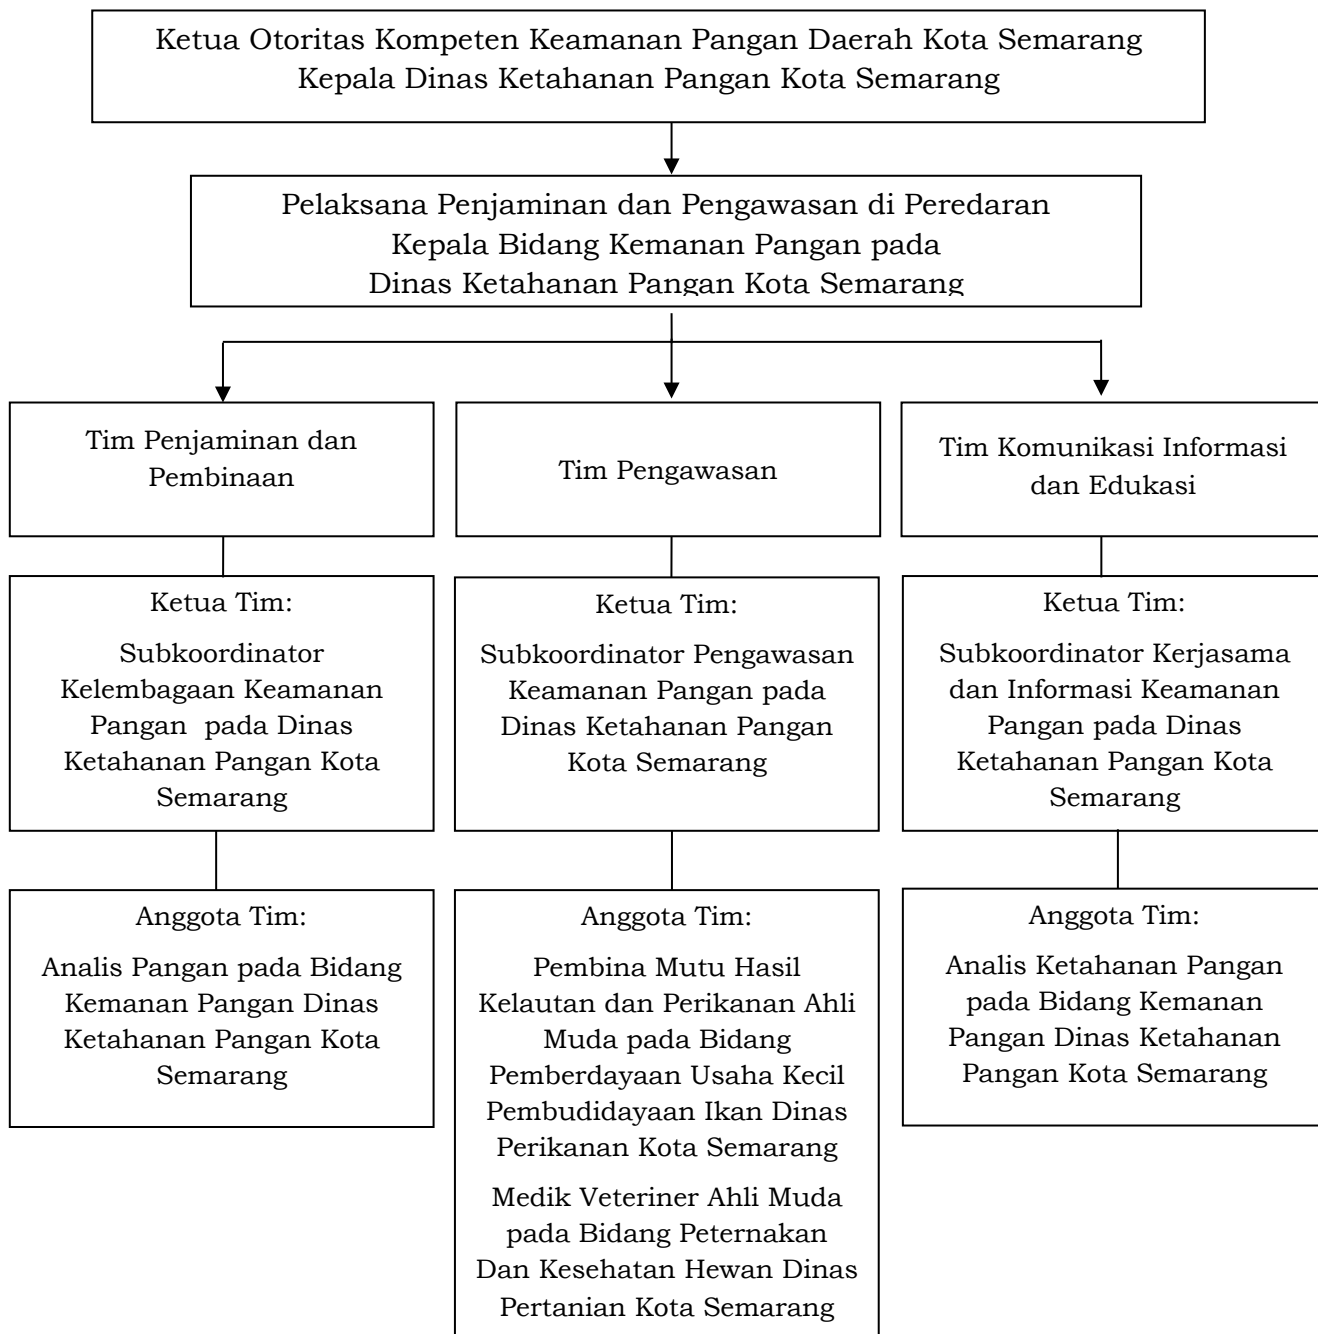 Ketua Otoritas Kompeten Keamanan Pangan Daerah Kota Semarang
Kepala Dinas Ketahanan Pangan Kota Semarang
Pelaksana Penjaminan dan Pengawasan di Peredaran
Kepala Bidang Kemanan Pangan pada
Dinas Ketahanan Pangan Kota Semarang
Tim Penjaminan dan
Pembinaan
Tim Pengawasan
Tim Komunikasi Informasi
dan Edukasi
Ketua Tim:
Subkoordinator
Kelembagaan Keamanan
Pangan  pada Dinas
Ketahanan Pangan Kota
Semarang
Ketua Tim:
Subkoordinator Pengawasan
Keamanan Pangan pada
Dinas Ketahanan Pangan
Kota Semarang
Ketua Tim:
Subkoordinator Kerjasama
dan Informasi Keamanan
Pangan pada Dinas
Ketahanan Pangan Kota
Semarang
Anggota Tim:
Analis Pangan pada Bidang
Kemanan Pangan Dinas
Ketahanan Pangan Kota
Semarang
Anggota Tim:
Pembina Mutu Hasil
Kelautan dan Perikanan Ahli
Muda pada Bidang
Pemberdayaan Usaha Kecil
Pembudidayaan Ikan Dinas
Perikanan Kota Semarang
Medik Veteriner Ahli Muda
pada Bidang Peternakan
Dan Kesehatan Hewan Dinas
Pertanian Kota Semarang
Anggota Tim:
Analis Ketahanan Pangan
pada Bidang Kemanan
Pangan Dinas Ketahanan
Pangan Kota Semarang